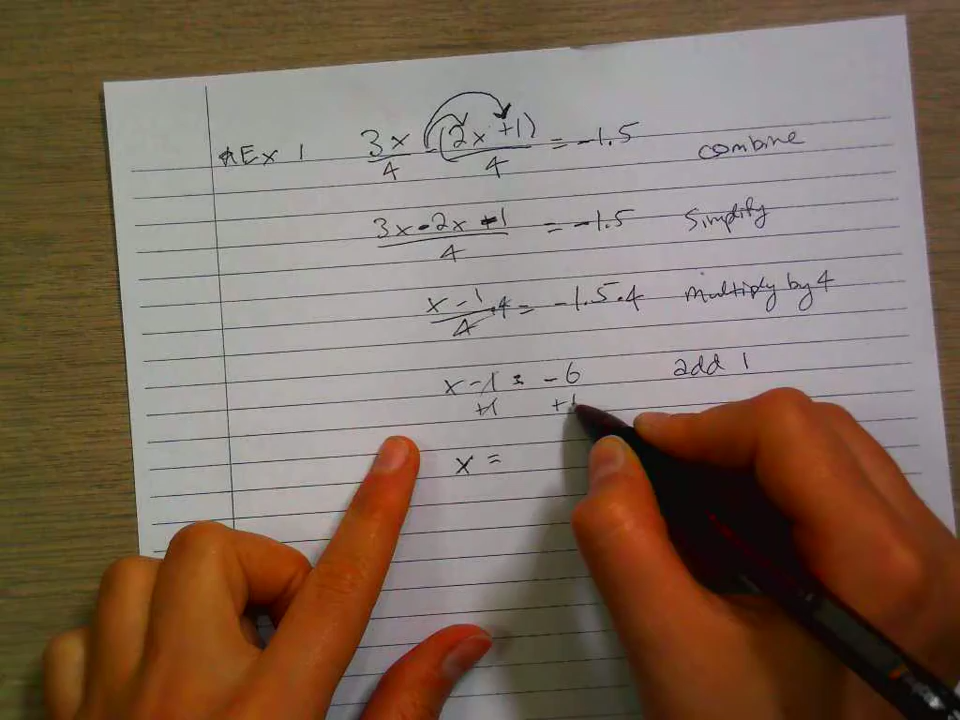 *Ex 1 3x/4 - (2x + 1)/4 = -1.5 combine
3x - 2x - 1/4 = -1.5 Simplify
x - 1/4 · 4 = -1.5 · 4 multiply by 4
x - 1 = -6 add 1
+1 +1
x =